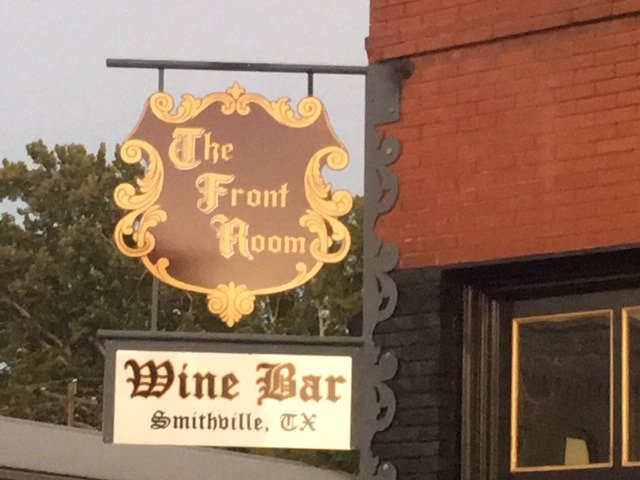 The
Front
Room
Wine Bar
Smithville, TX